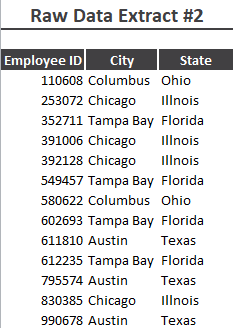 Raw Data Extract #2
Employee ID City State
110608 Columbus Ohio
253072 Chicago Illnois
352711 Tampa Bay Florida
391006 Chicago Illnois
392128 Chicago Illnois
549457 Tampa Bay Florida
580622 Columbus Ohio
602693 Tampa Bay Florida
611810 Austin Texas
612235 Tampa Bay Florida
795574 Austin Texas
830385 Chicago Illnois
990678 Austin Texas